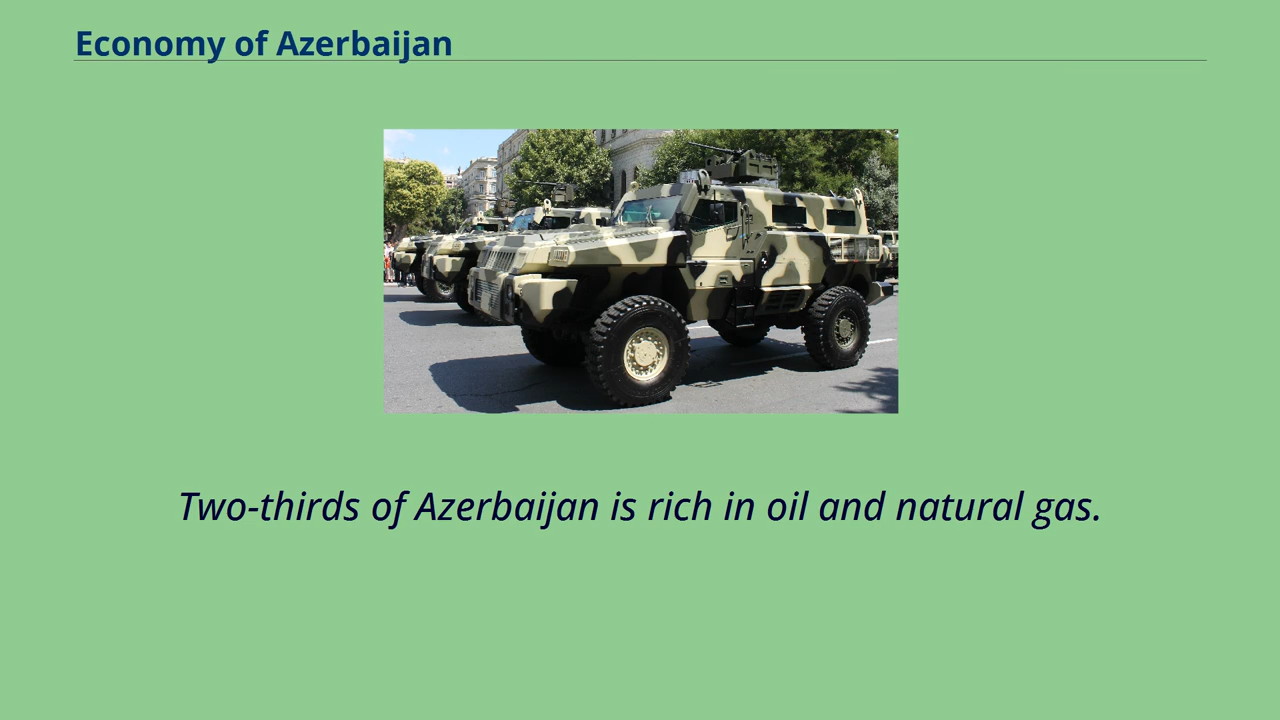 Economy of Azerbaijan
Two-thirds of Azerbaijan is rich in oil and natural gas.